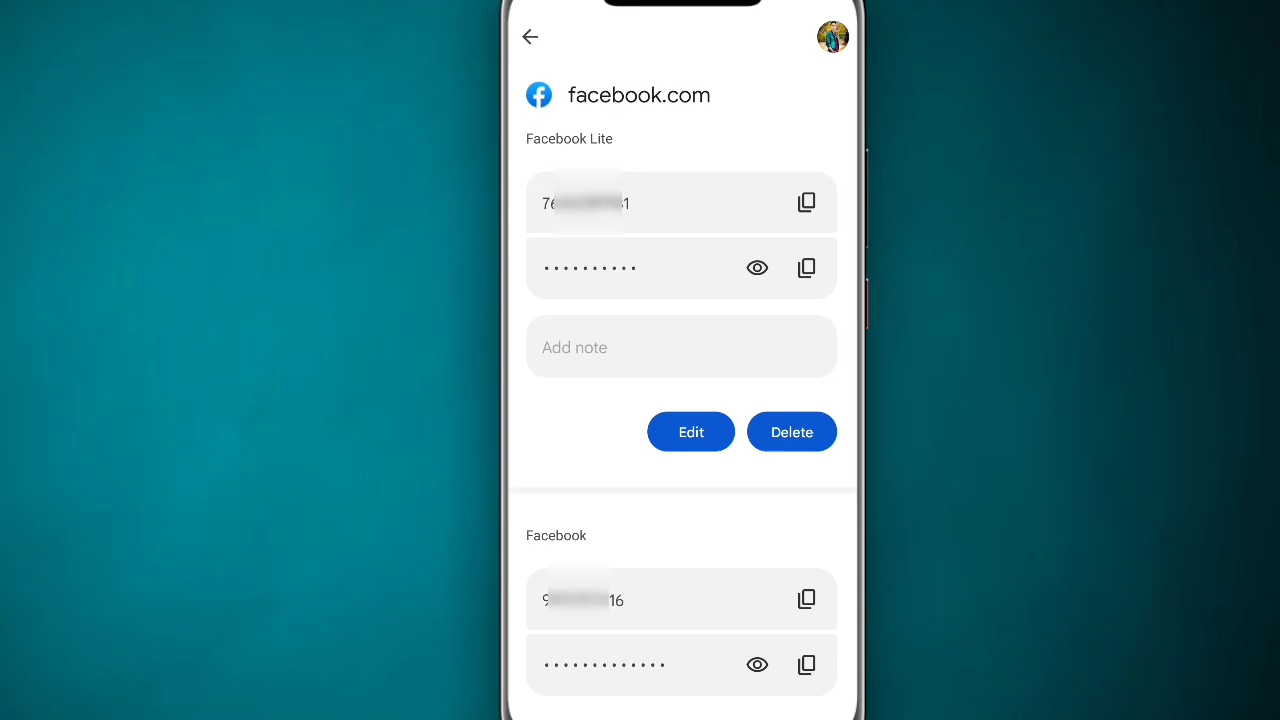 facebook.com
Facebook Lite
••••••••••
Add note
Edit
Delete
Facebook
•••••••••••••